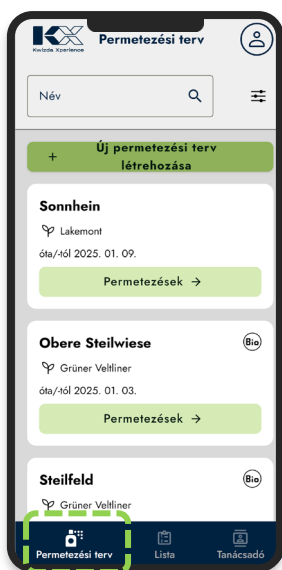 KX
Kwizda Xperience
Permetezési terv
Név
+ Új permetezési terv
létrehozása
Sonnhein
Lakemont
óta/-tól 2025. 01. 09.
Permetezések →
Obere Steilwiese
Bio
Grüner Veltliner
óta/-tól 2025. 01. 03.
Permetezések →
Steilfeld
Bio
Grüner Veltliner
Permetezési terv
Lista
Tanácsadó